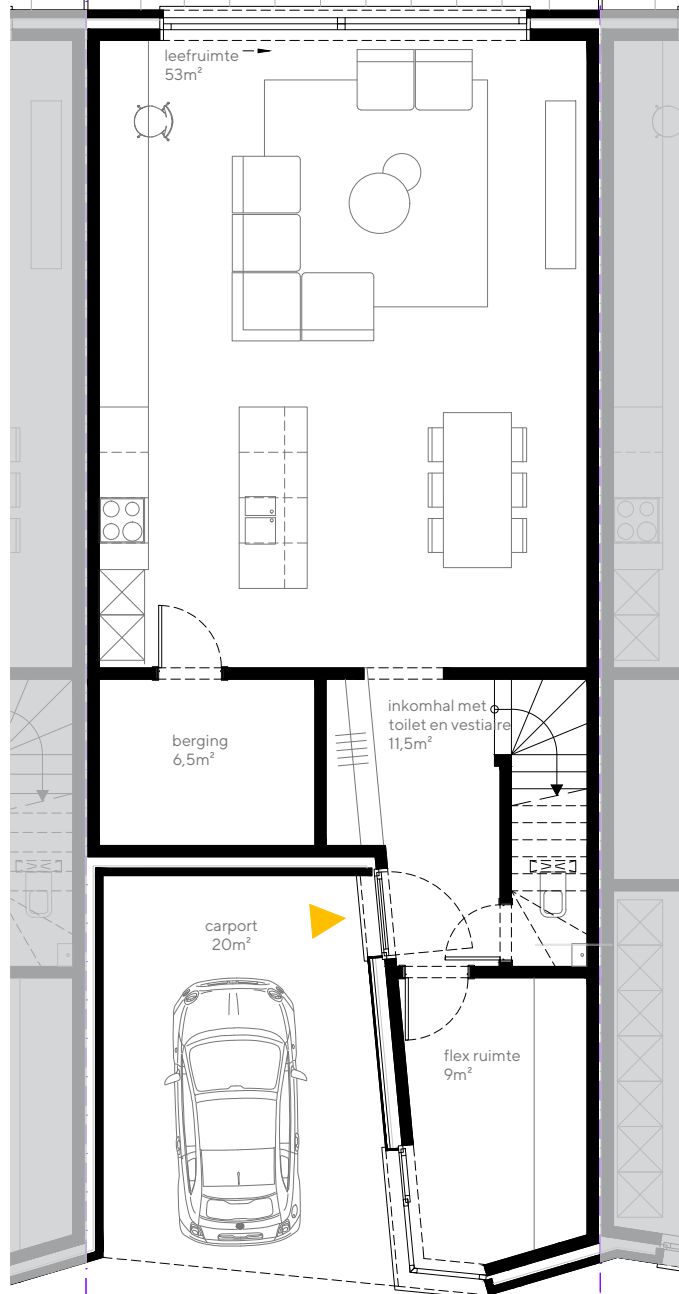 leefruimte
53m²
inkomhal met
toilet en vestiaire
11,5m²
berging
6,5m²
carport
20m²
flex ruimte
9m²